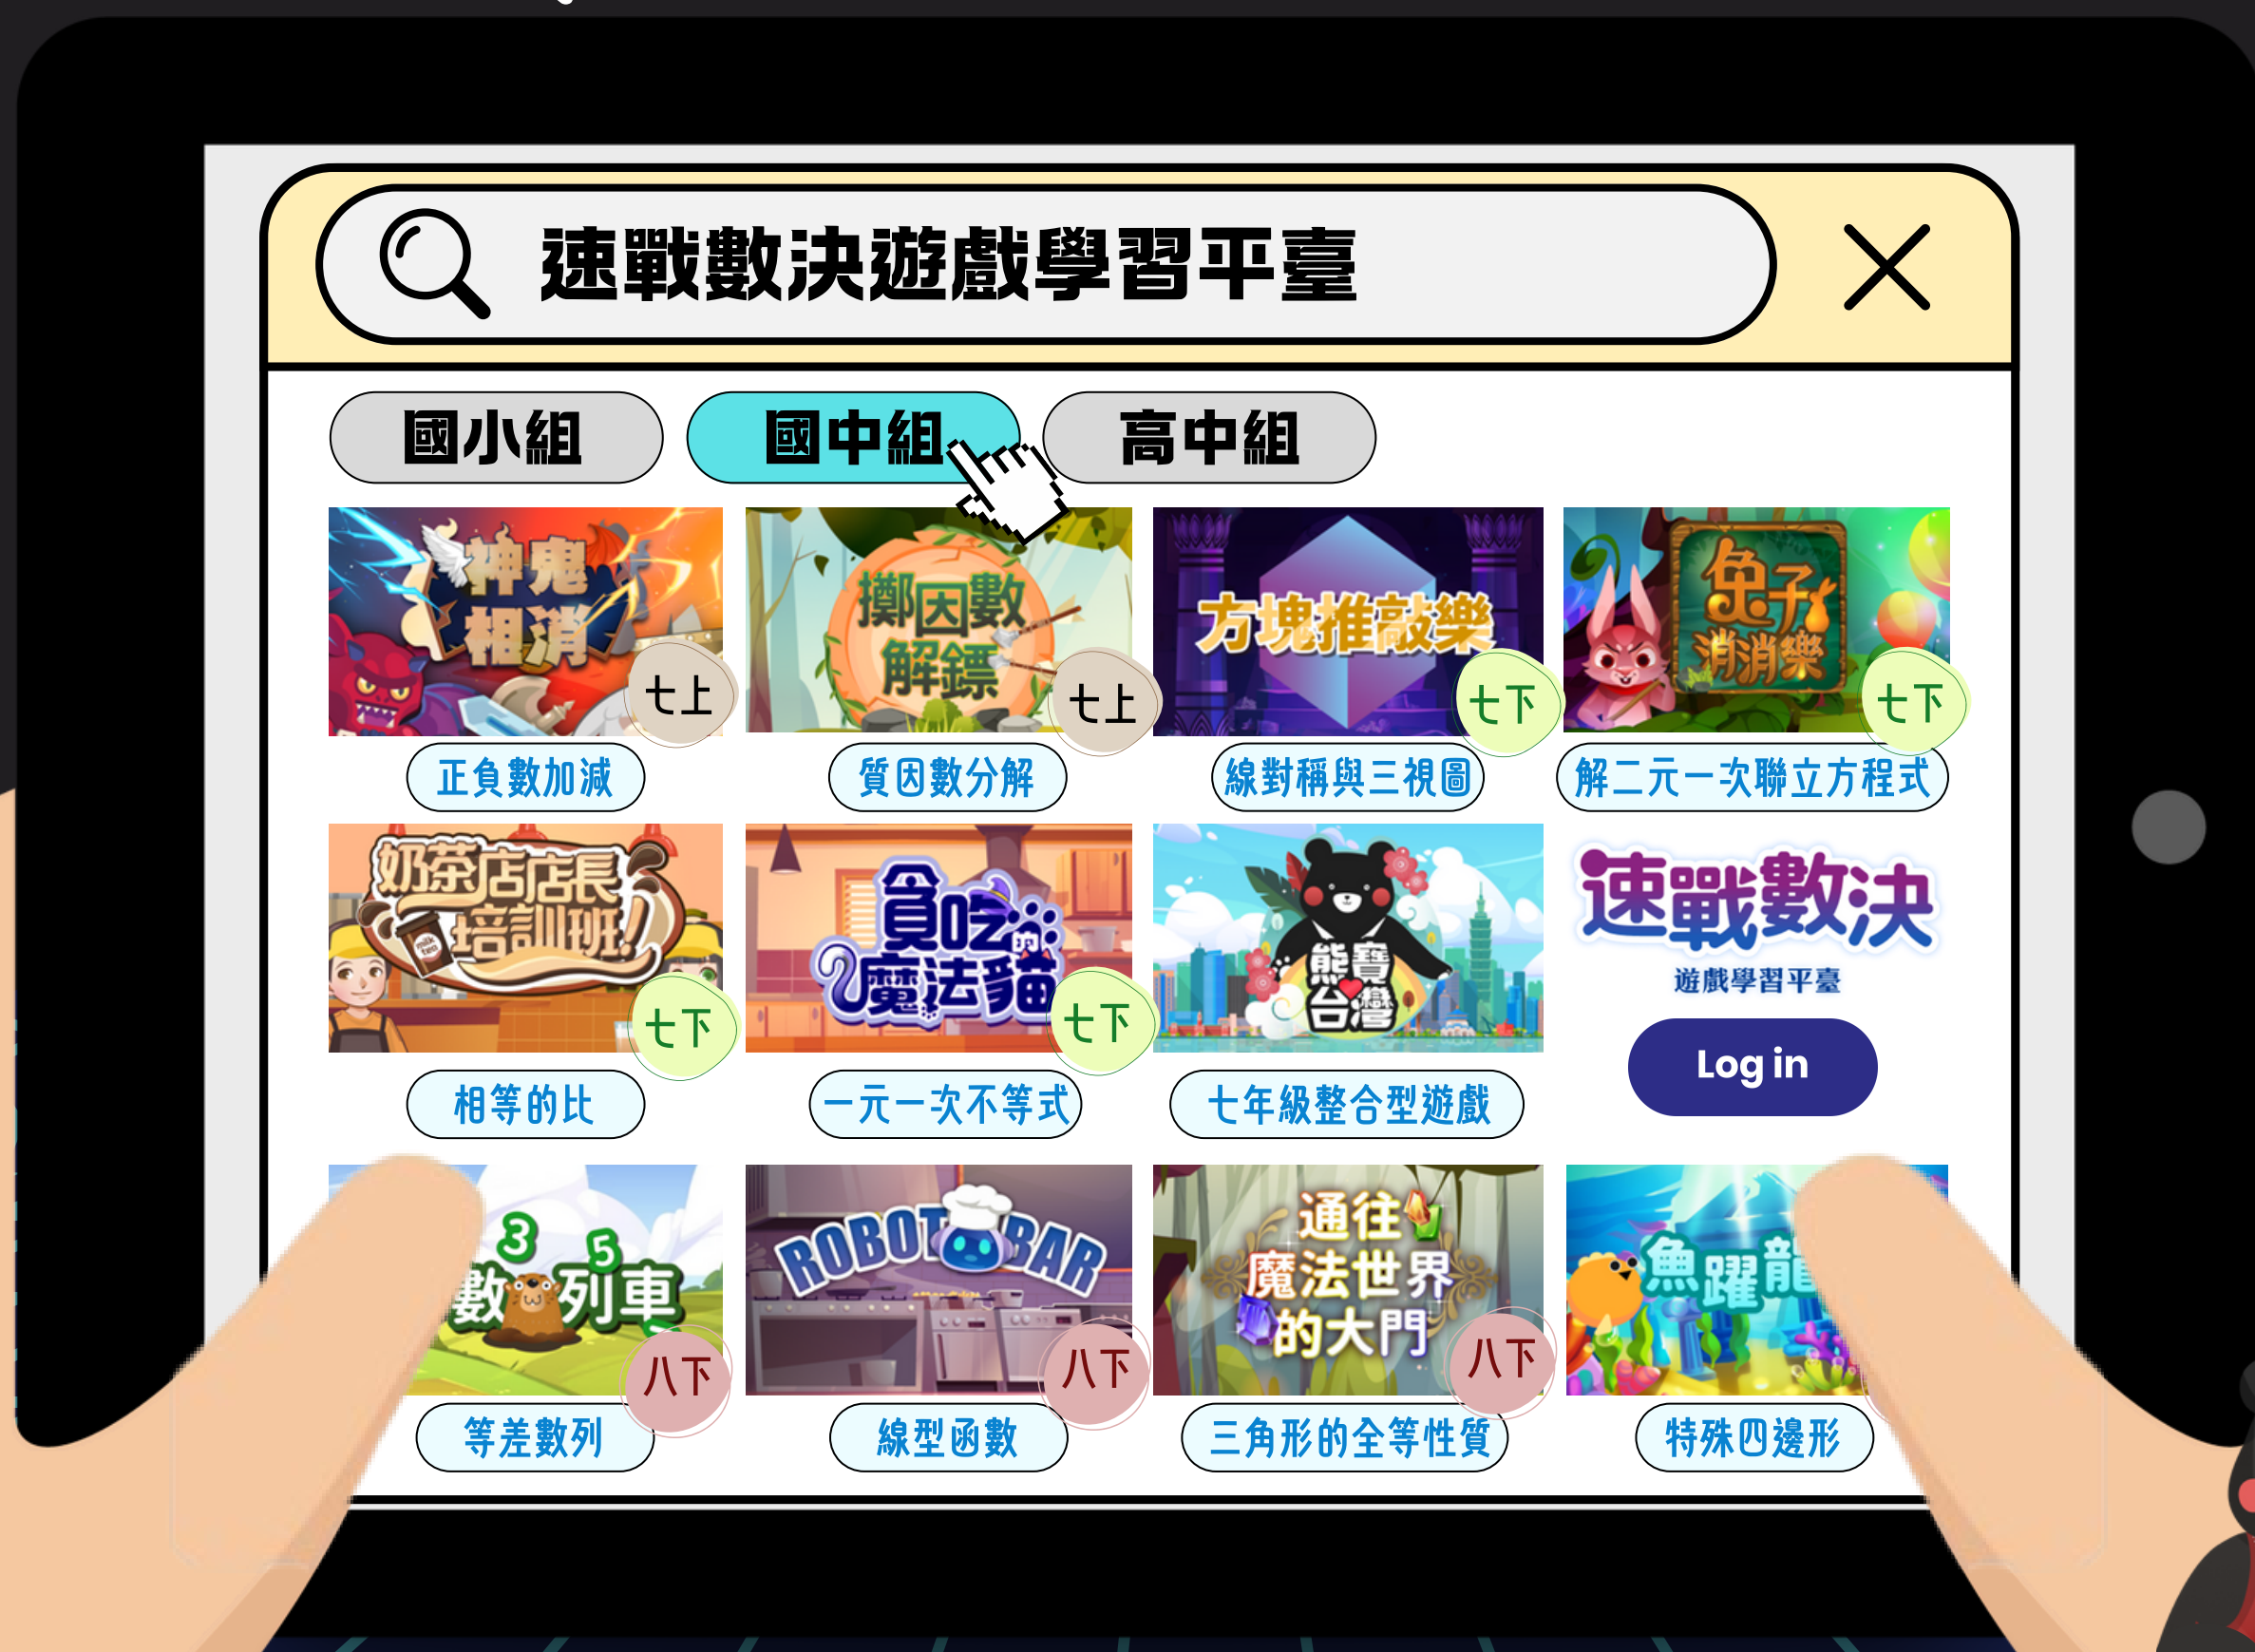 速戰數決遊戲學習平臺
國小組
國中組
高中組
神鬼
相消
七上
正負數加減
擲因數
解鏢
七上
質因數分解
方塊推敲樂
七下
線對稱與三視圖
兔子
消消樂
七下
解二元一次聯立方程式
奶茶店店長
培訓班!
milk
tea
七下
相等的比
貪吃的
魔法貓
七下
一元一次不等式
熊寶
台灣
七年級整合型遊戲
速戰數決
遊戲學習平臺
Log in
3 5
數列車
八下
等差數列
ROBOT BAR
八下
線型函數
通往
魔法世界
的大門
八下
三角形的全等性質
魚躍龍
特殊四邊形